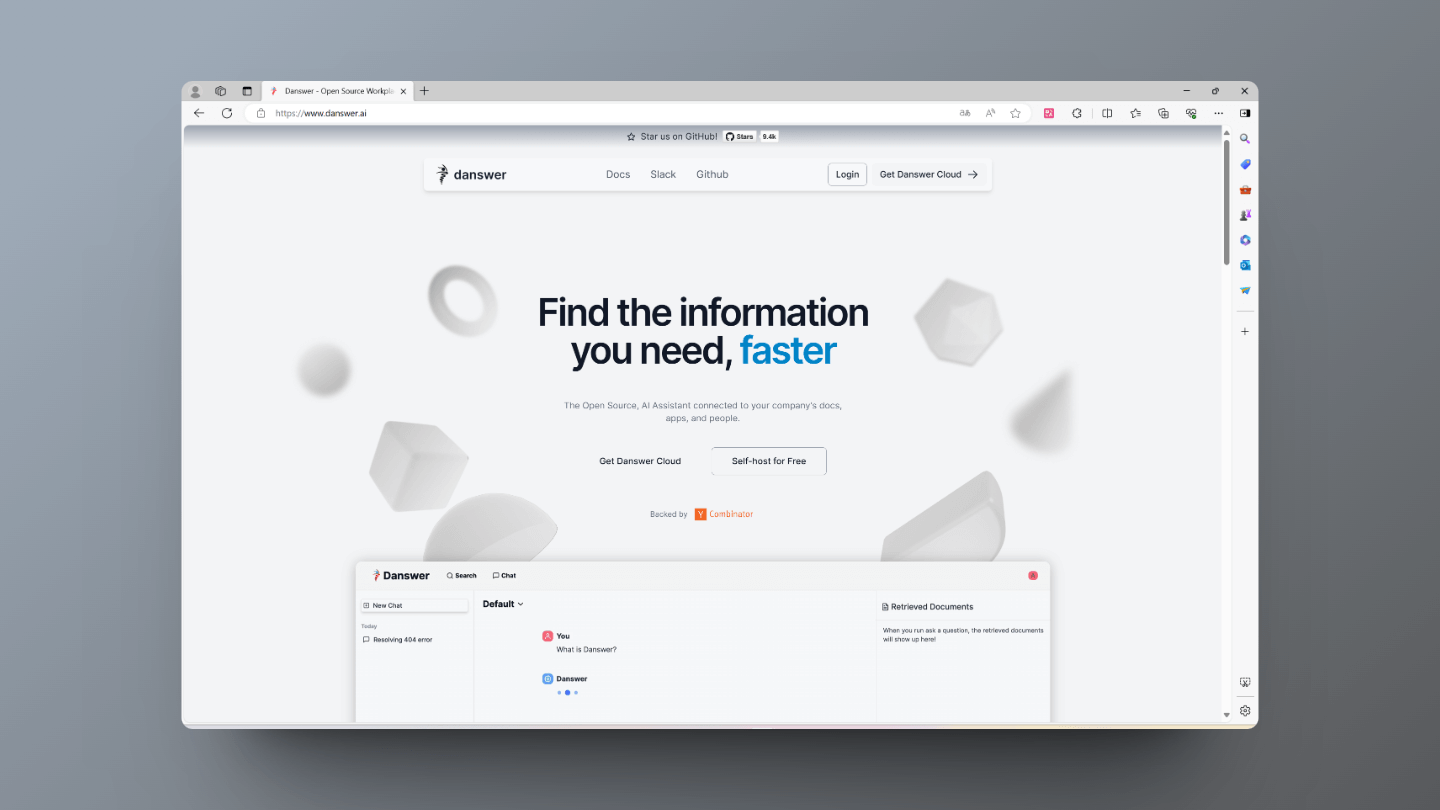 Danswer - Open Source Workpla
https://www.danswer.ai
Star us on GitHub! Stars 9.4k
danswer Docs Slack Github Login Get Danswer Cloud
Find the information
you need, faster
The Open Source, AI Assistant connected to your company's docs,
apps, and people.
Get Danswer Cloud Self-host for Free
Backed by Y Combinator
Danswer Search Chat
New Chat
Today
Resolving 404 error
Default
You
What is Danswer?
Danswer
Retrieved Documents
When you run ask a question, the retrieved documents
will show up here!